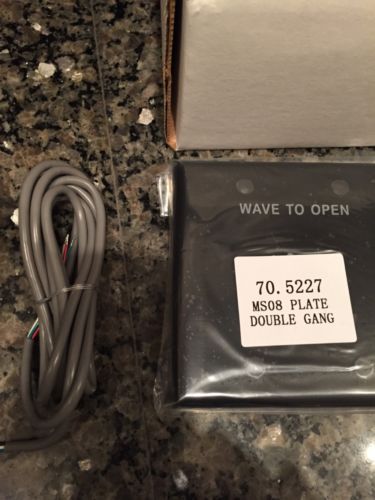 WAVE TO OPEN
70.5227
MS08 PLATE
DOUBLE GANG